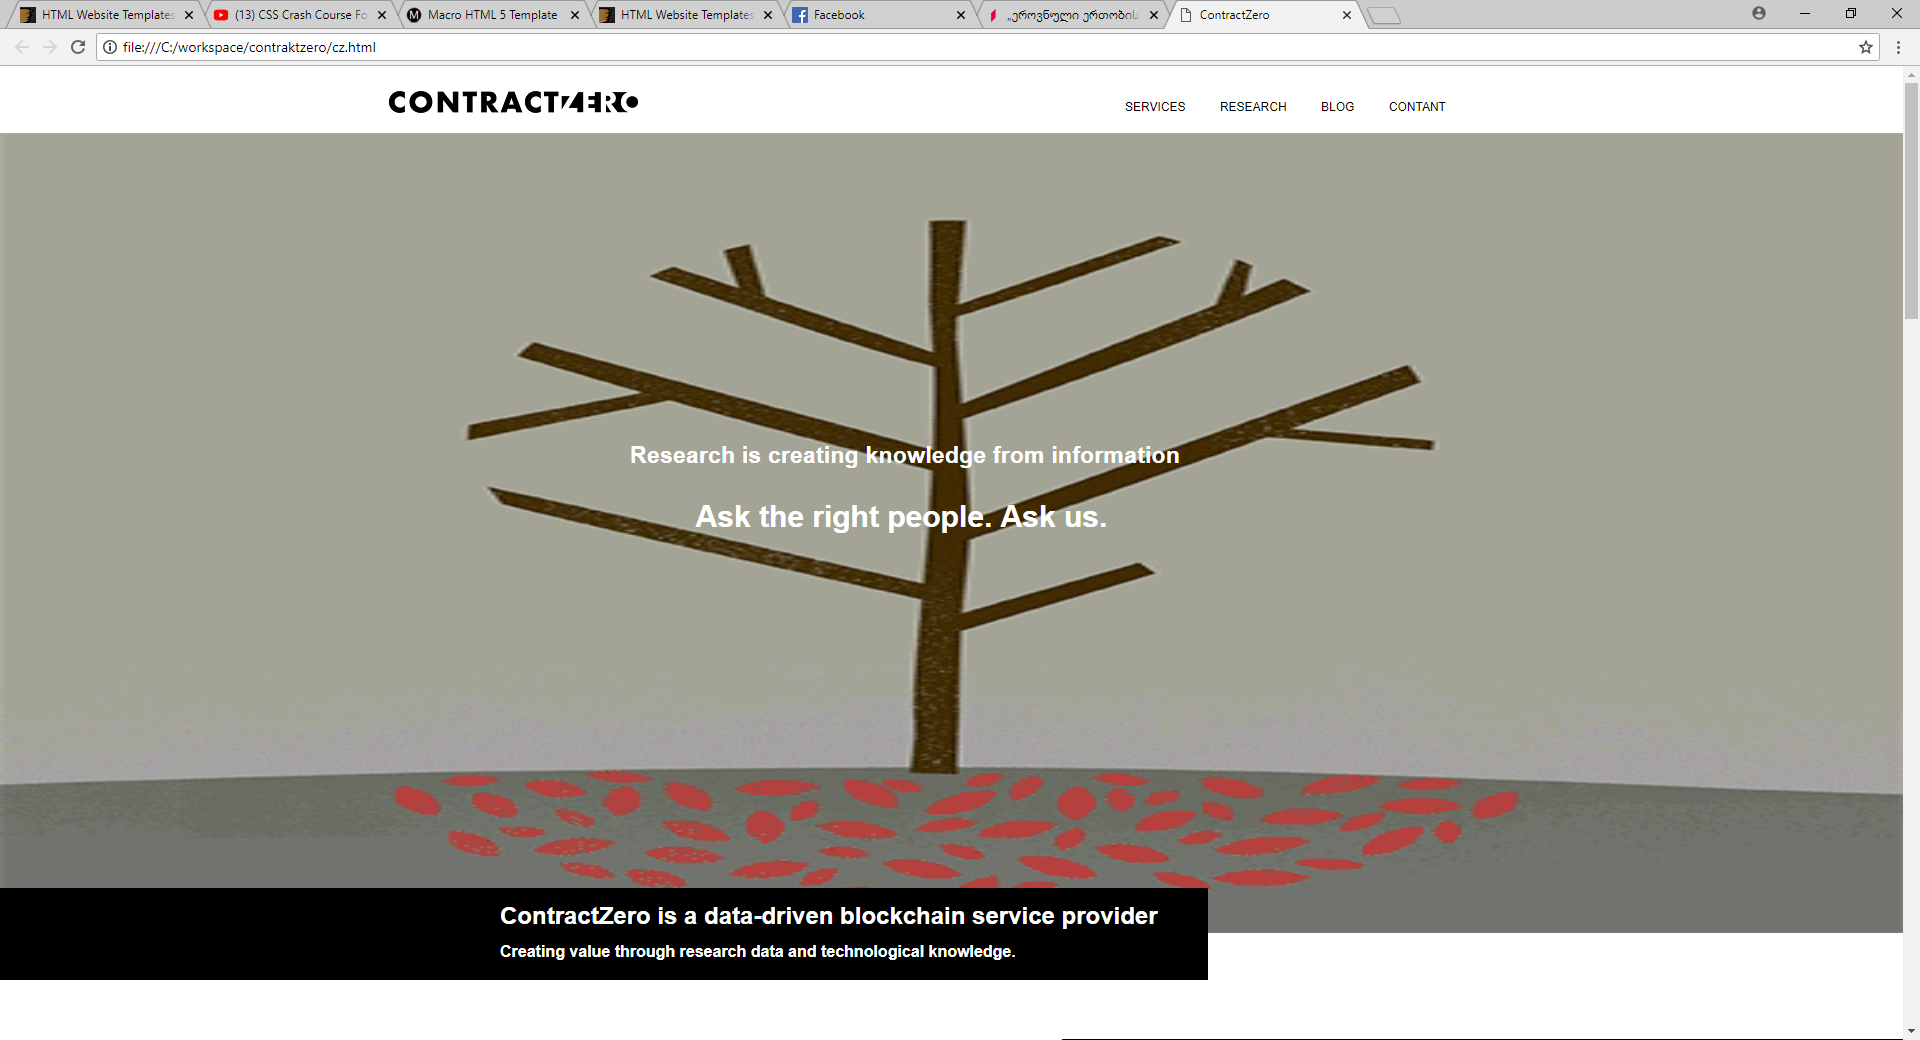 HTML Website Templates
(13) CSS Crash Course Fo
Macro HTML 5 Template
HTML Website Templates
Facebook
„ეროვნული ერთობის
ContractZero
file:///C:/workspace/contraktzero/cz.html
CONTRACTZERO
SERVICES RESEARCH BLOG CONTANT
Research is creating knowledge from information
Ask the right people. Ask us.
ContractZero is a data-driven blockchain service provider
Creating value through research data and technological knowledge.